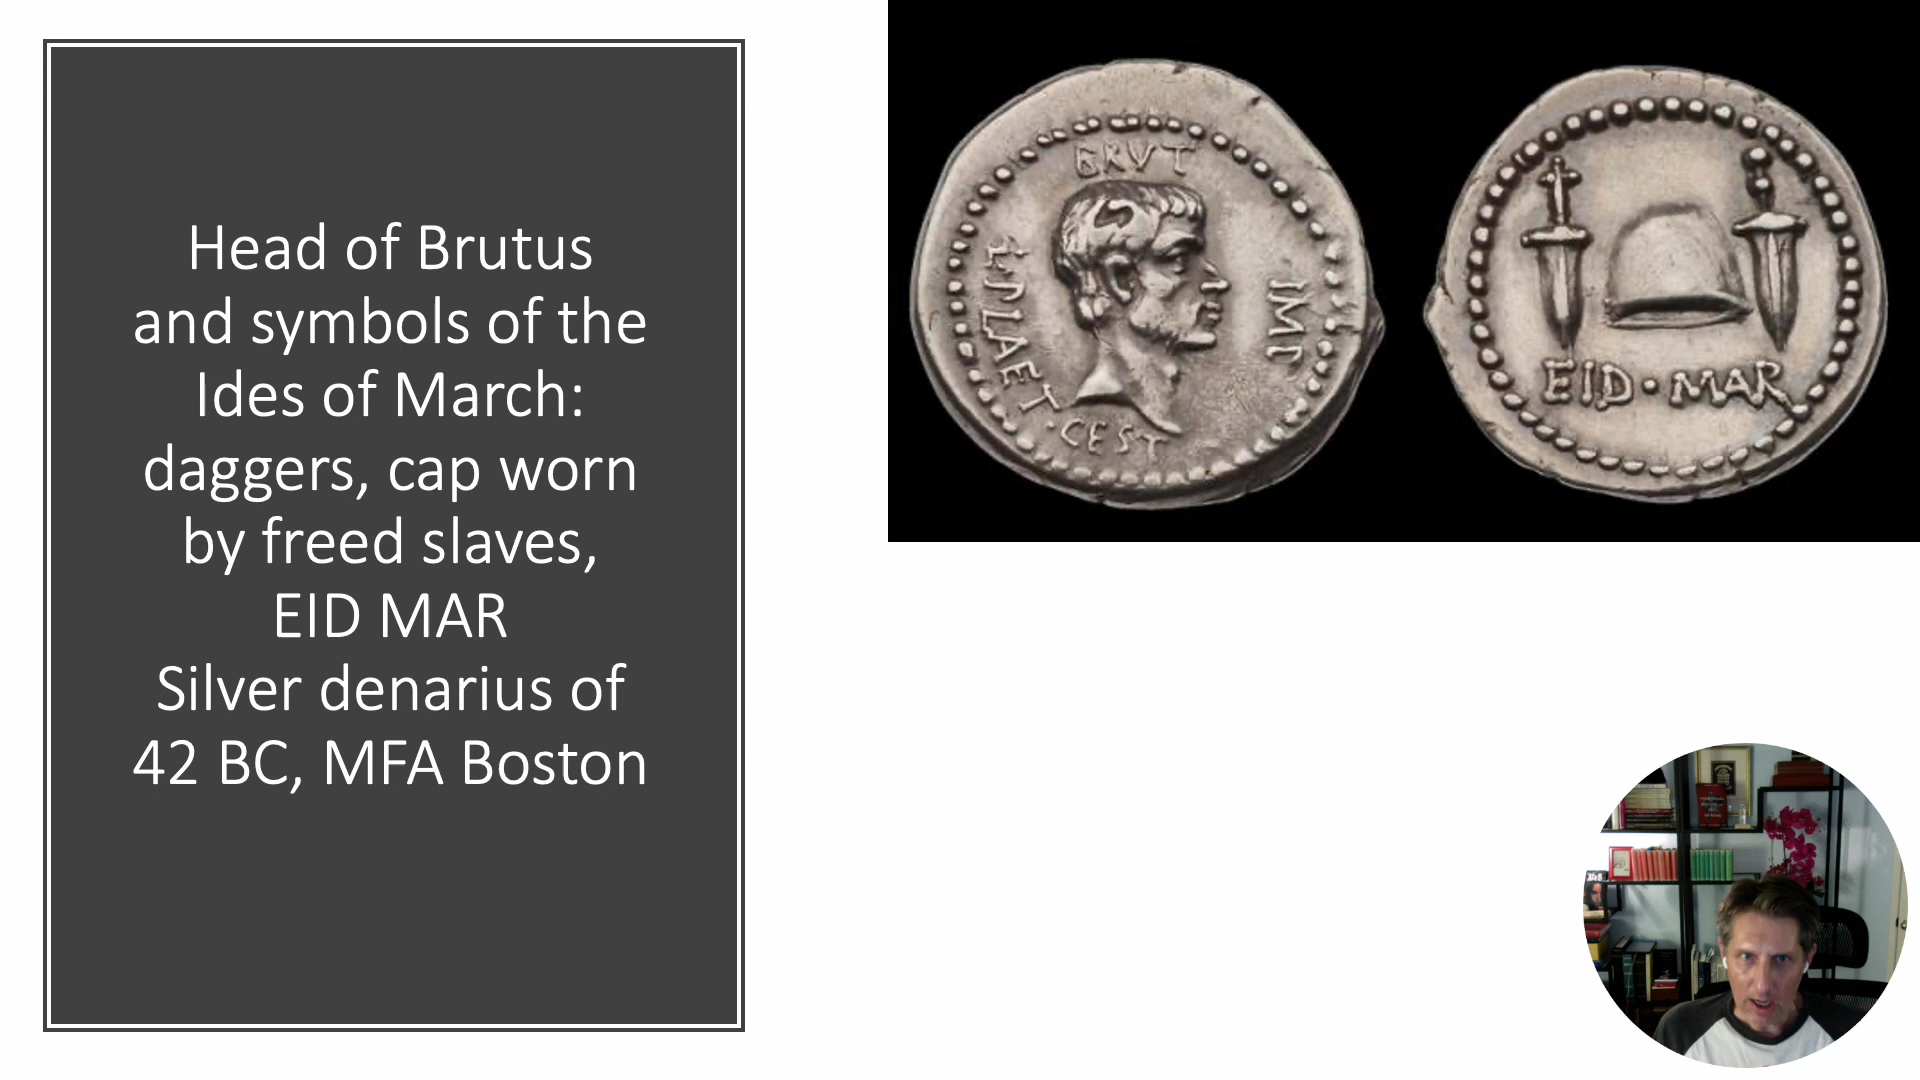 Head of Brutus
and symbols of the
Ides of March:
daggers, cap worn
by freed slaves,
EID MAR
Silver denarius of
42 BC, MFA Boston
BRVT
IMP
L·PLAET·CEST
EID·MAR